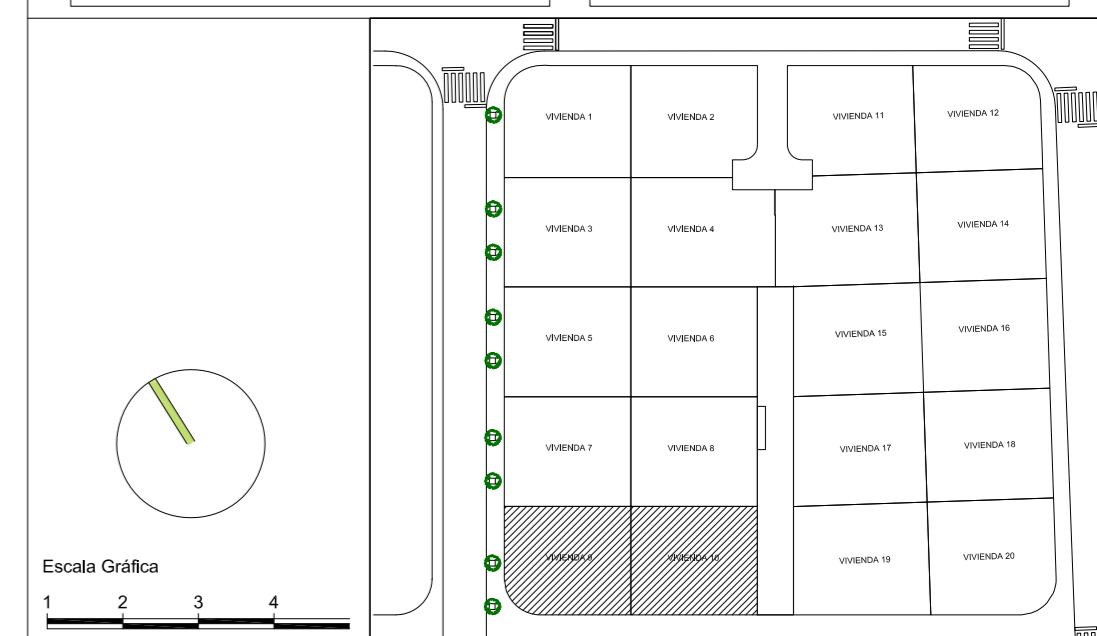 VIVIENDA 1
VIVIENDA 2
VIVIENDA 11
VIVIENDA 12
VIVIENDA 3
VIVIENDA 4
VIVIENDA 13
VIVIENDA 14
VIVIENDA 5
VIVIENDA 6
VIVIENDA 15
VIVIENDA 16
VIVIENDA 7
VIVIENDA 8
VIVIENDA 17
VIVIENDA 18
VIVIENDA 9
VIVIENDA 10
VIVIENDA 19
VIVIENDA 20
Escala Gráfica
1 2 3 4